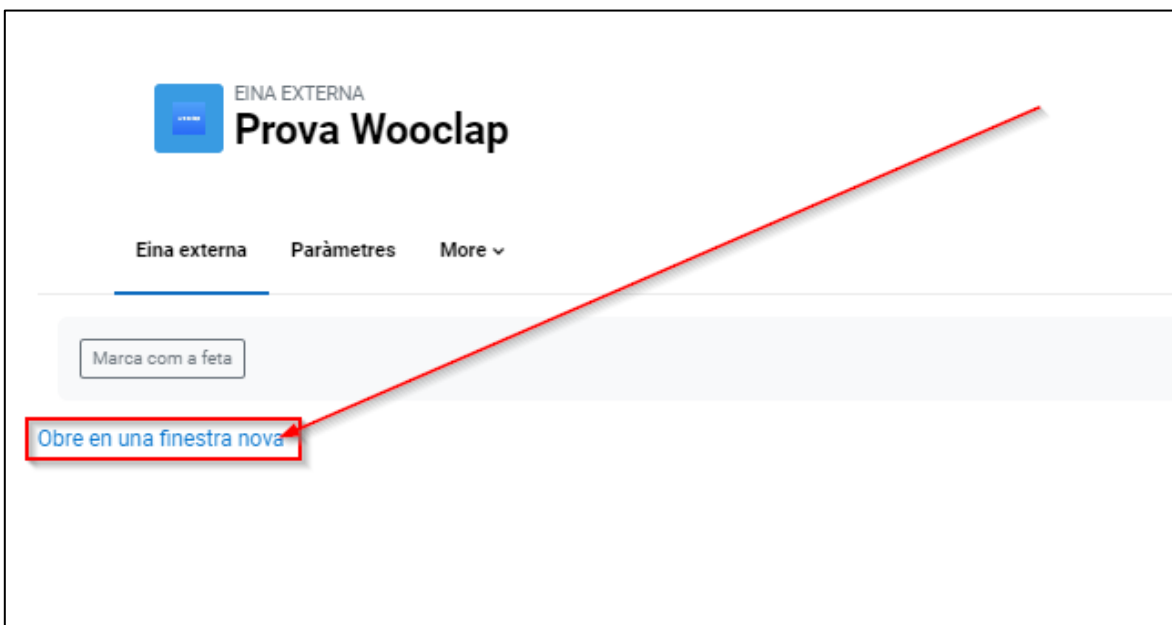 EINA EXTERNA
Prova Wooclap
Eina externa Paràmetres More
Marca com a feta
Obre en una finestra nova